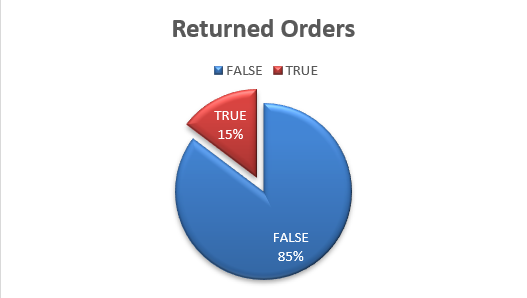 Returned Orders
FALSE TRUE
TRUE
15%
FALSE
85%